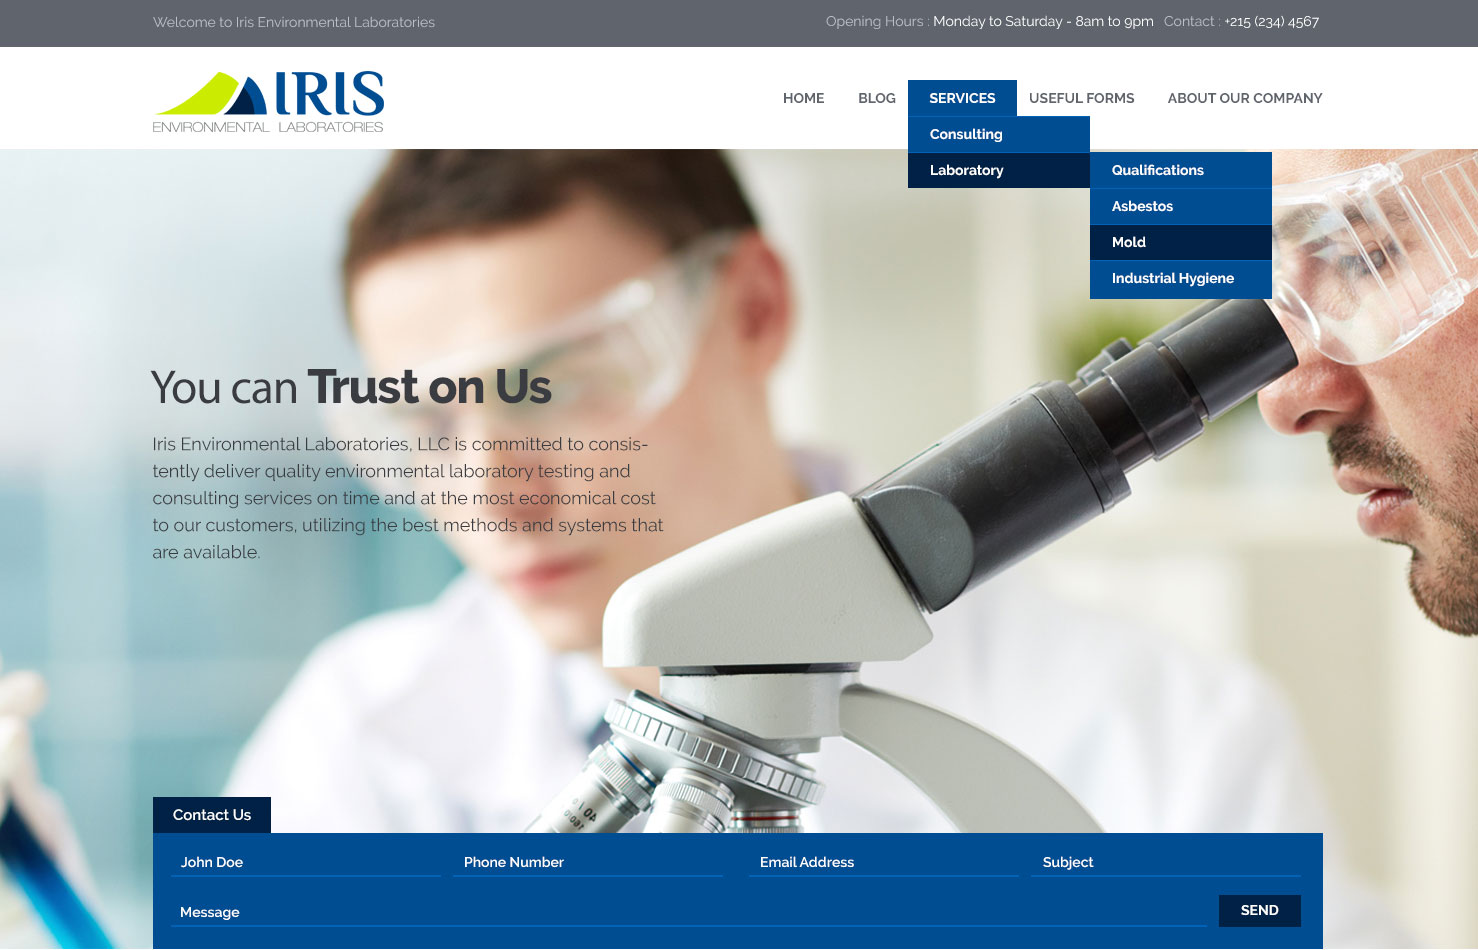 Welcome to Iris Environmental Laboratories
Opening Hours : Monday to Saturday - 8am to 9pm Contact : +215 (234) 4567
IRIS
ENVIRONMENTAL LABORATORIES
HOME BLOG SERVICES USEFUL FORMS ABOUT OUR COMPANY
Consulting
Laboratory
Qualifications
Asbestos
Mold
Industrial Hygiene
You can Trust on Us
Iris Environmental Laboratories, LLC is committed to consis-
tently deliver quality environmental laboratory testing and
consulting services on time and at the most economical cost
to our customers, utilizing the best methods and systems that
are available.
Contact Us
John Doe Phone Number Email Address Subject
Message SEND